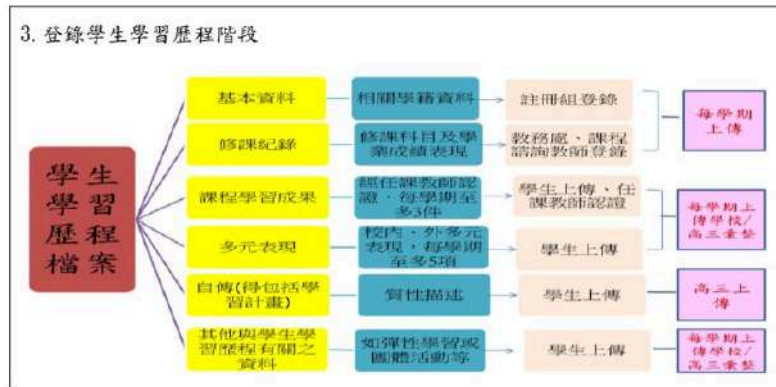 3. 登錄學生學習歷程階段
學生
學習
歷程
檔案
基本資料
相關學籍資料
註冊組登錄
每學期
上傳
修課紀錄
修課科目及學
業成績表現
教務處、課程
諮詢教師登錄
課程學習成果
經任課教師認
證，每學期至
多3件
學生上傳、任
課教師認證
每學期上
傳學校/
高三彙整
多元表現
校內、外多元
表現，每學期
至多5項
學生上傳
自傳(得包括學
習計畫)
質性描述
學生上傳
高三上
傳
其他與學生學
習歷程有關之
資料
如彈性學習或
團體活動等
學生上傳
每學期上
傳學校/
高三彙整